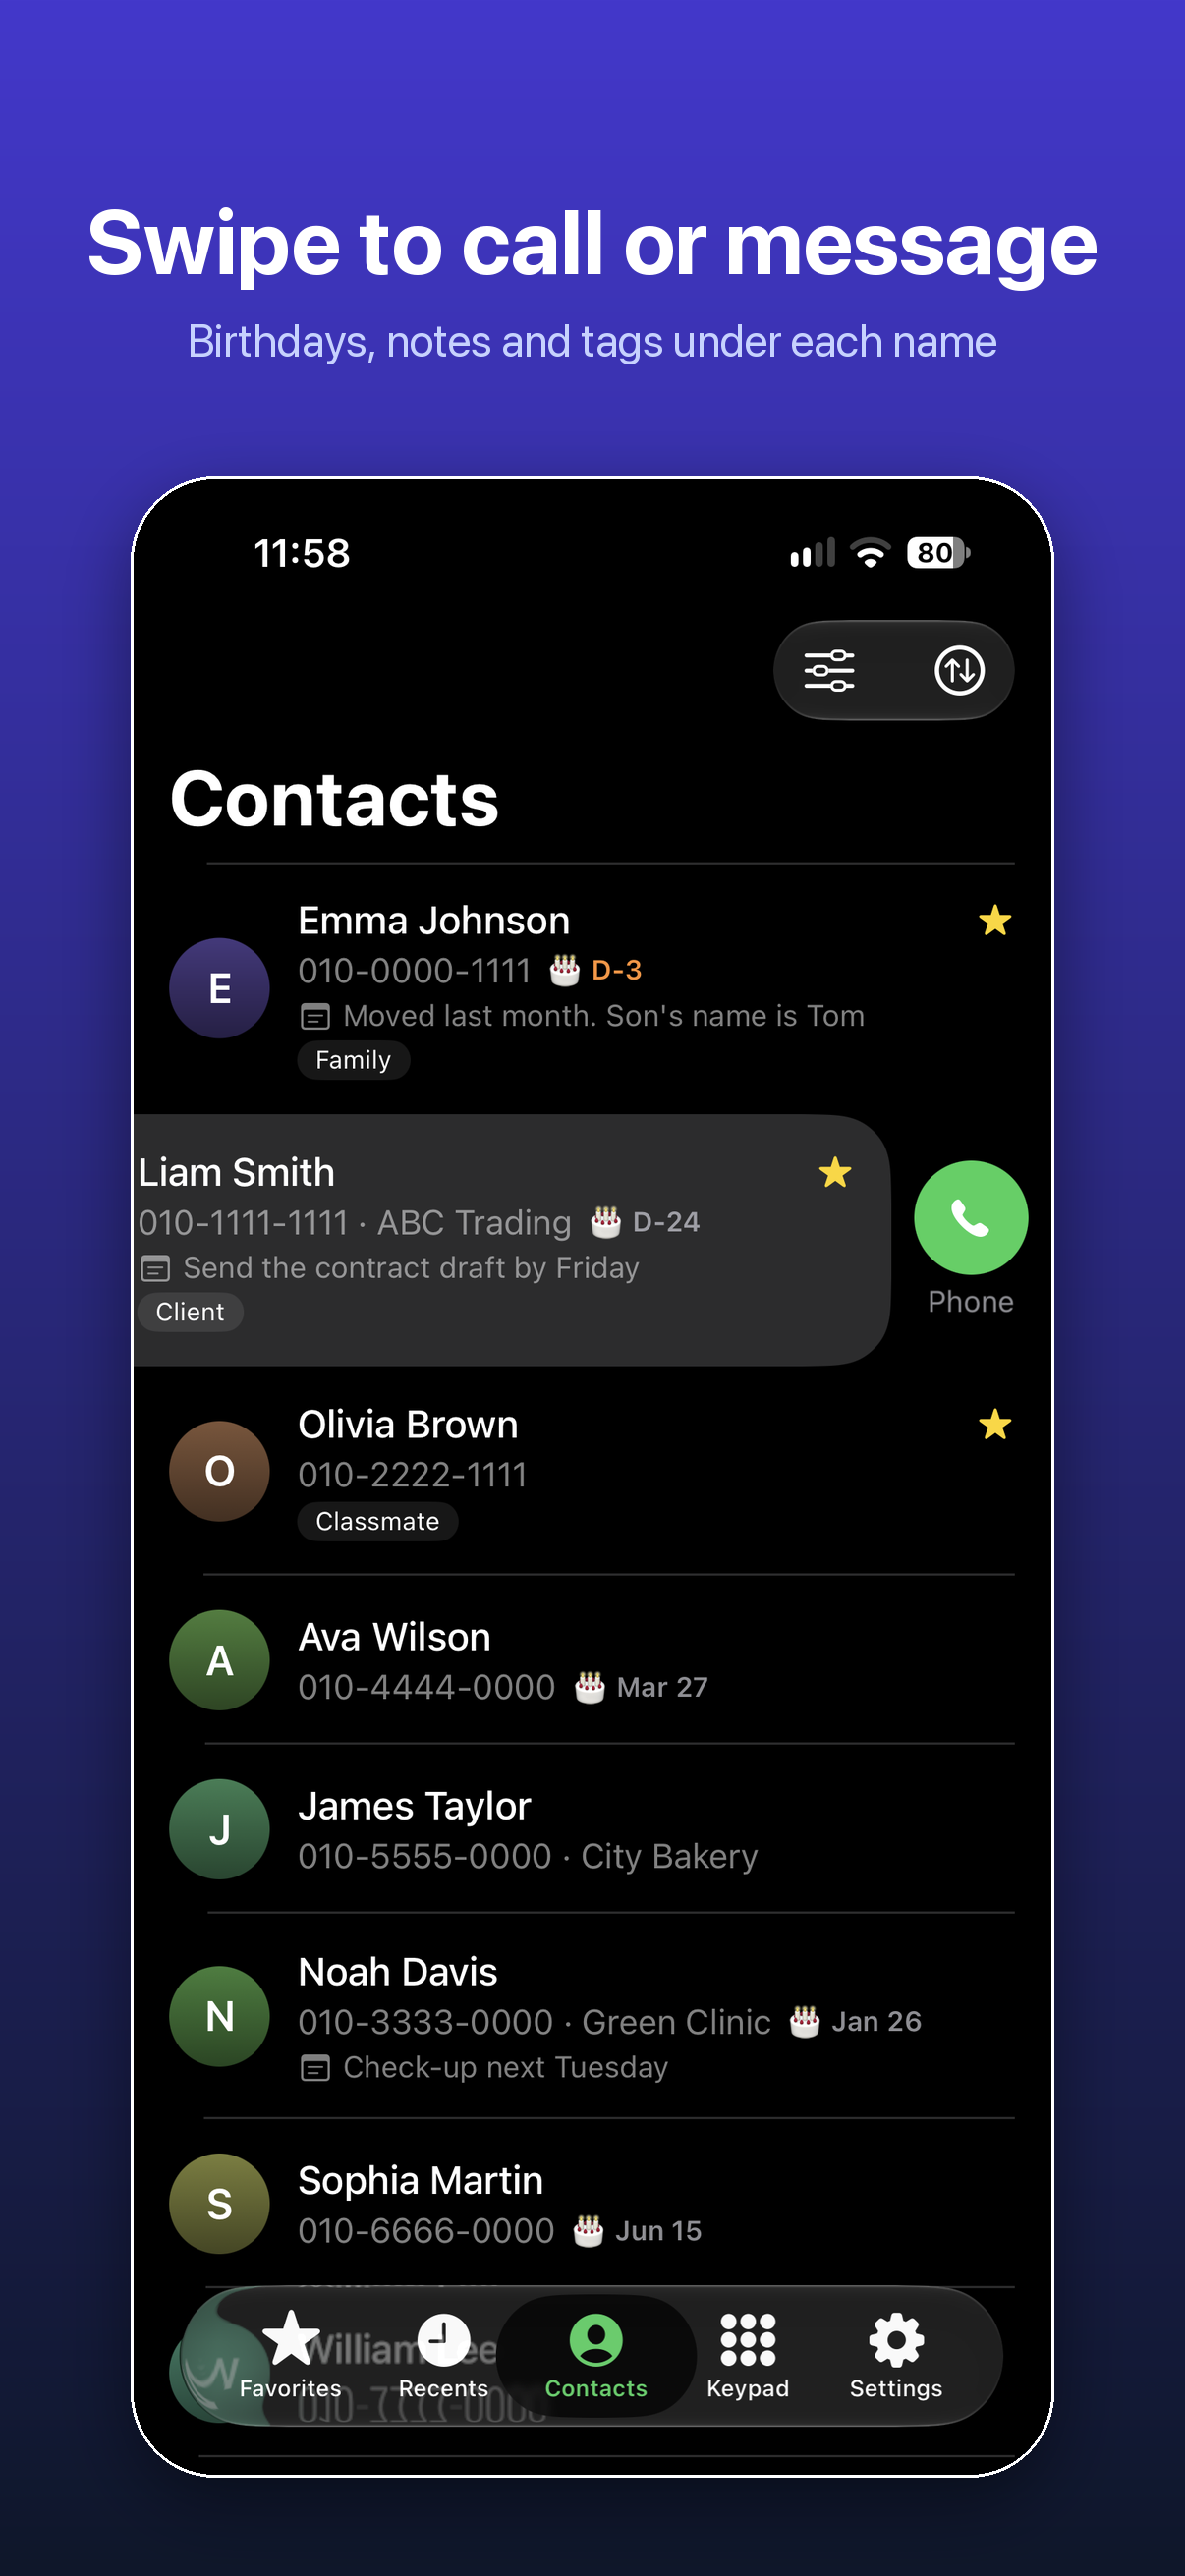 Swipe to call or message
Birthdays, notes and tags under each name
11:58
80
Contacts
E
Emma Johnson
010-0000-1111 D-3
Moved last month. Son's name is Tom
Family
Liam Smith
010-1111-1111 · ABC Trading D-24
Send the contract draft by Friday
Client
Phone
O
Olivia Brown
010-2222-1111
Classmate
A
Ava Wilson
010-4444-0000 Mar 27
J
James Taylor
010-5555-0000 · City Bakery
N
Noah Davis
010-3333-0000 · Green Clinic Jan 26
Check-up next Tuesday
S
Sophia Martin
010-6666-0000 Jun 15
William Lee
Favorites Recents Contacts Keypad Settings